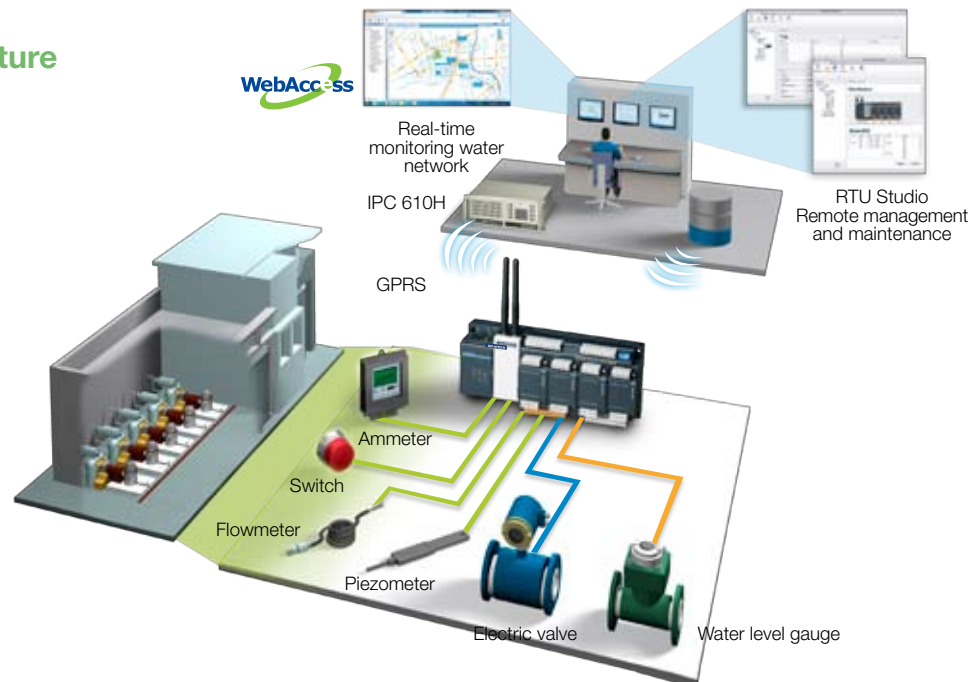 ture
WebAccess
Real-time
monitoring water
network
IPC 610H
RTU Studio
Remote management
and maintenance
GPRS
Ammeter
Switch
Flowmeter
Piezometer
Electric valve
Water level gauge